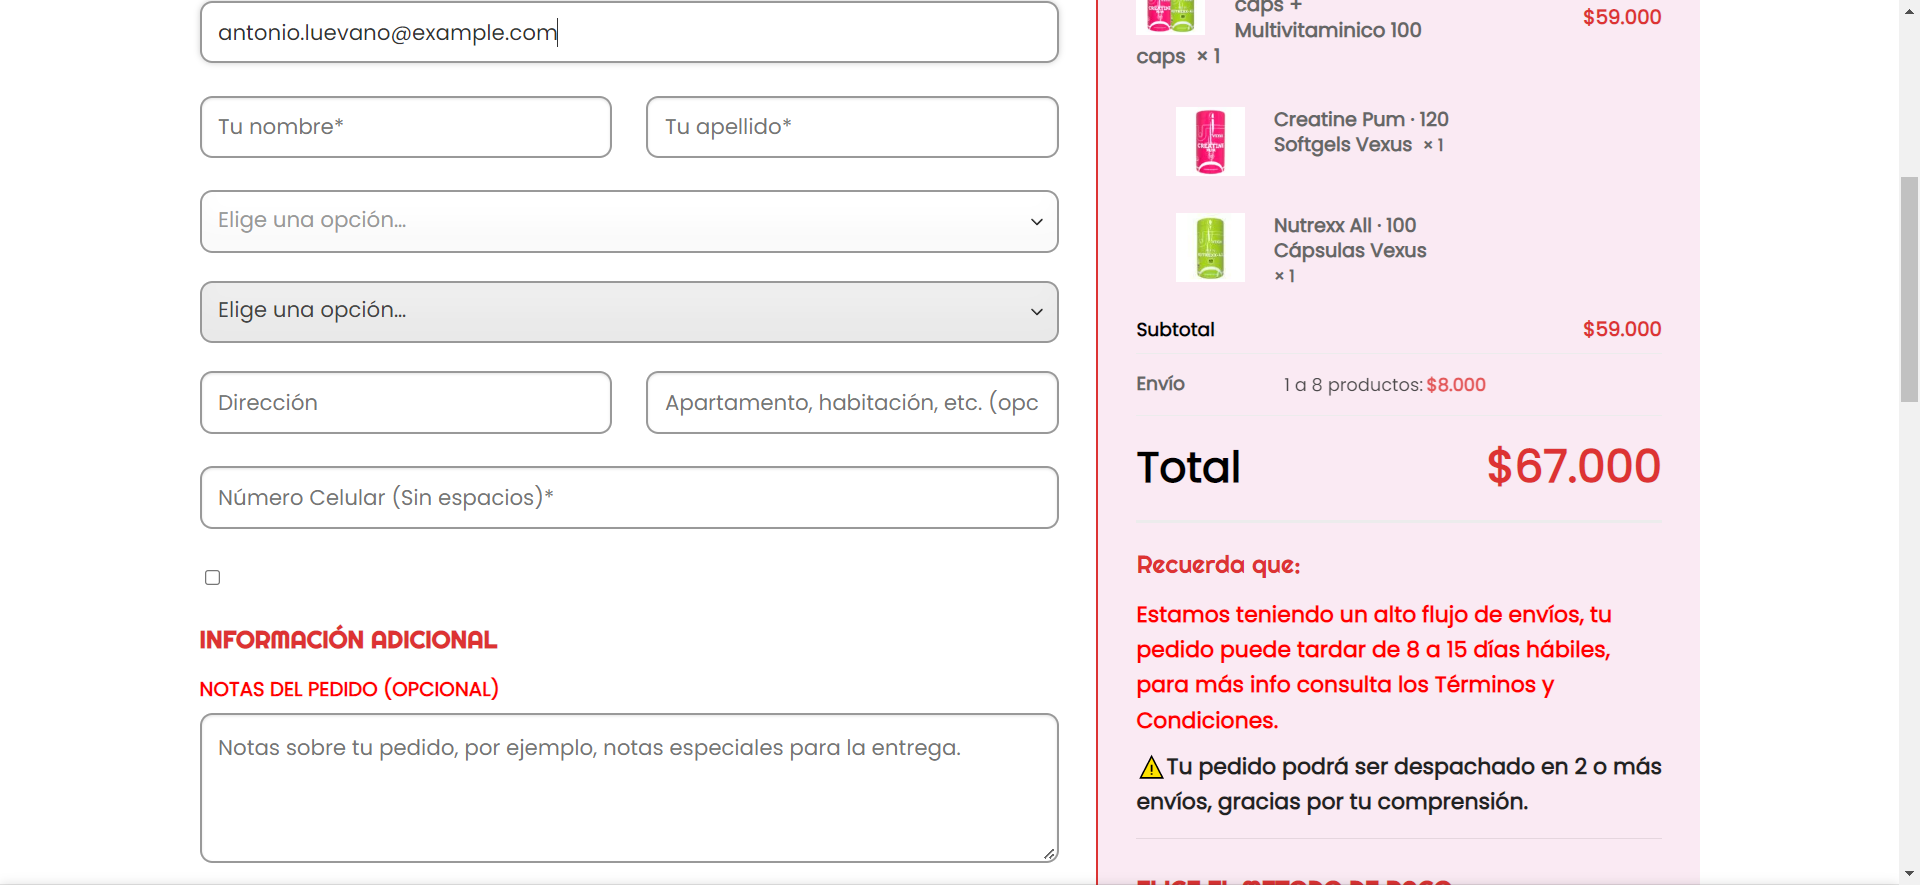 antonio.luevano@example.com
Tu nombre*
Tu apellido*
Elige una opción...
Elige una opción...
Dirección
Apartamento, habitación, etc. (opc
Número Celular (Sin espacios)*
INFORMACIÓN ADICIONAL
NOTAS DEL PEDIDO (OPCIONAL)
Notas sobre tu pedido, por ejemplo, notas especiales para la entrega.
caps +
Multivitaminico 100
caps × 1
$59.000
Creatine Pum · 120
Softgels Vexus × 1
Nutrexx All · 100
Cápsulas Vexus
× 1
Subtotal $59.000
Envío 1 a 8 productos: $8.000
Total $67.000
Recuerda que:
Estamos teniendo un alto flujo de envíos, tu
pedido puede tardar de 8 a 15 días hábiles,
para más info consulta los Términos y
Condiciones.
⚠Tu pedido podrá ser despachado en 2 o más
envíos, gracias por tu comprensión.
ELIGE EL METODO DE PAGO